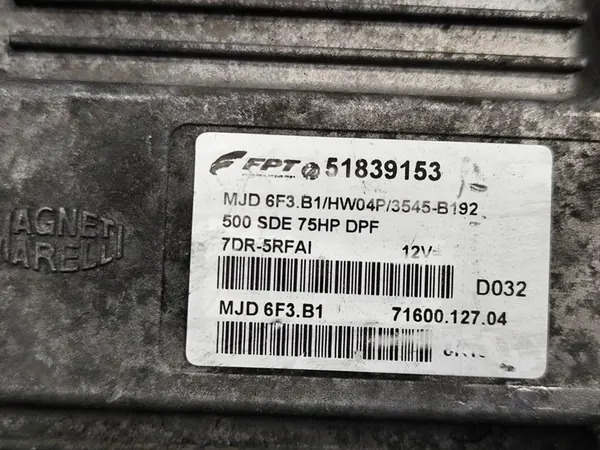 MAGNETI
MARELLI
FPT 51839153
MJD 6F3.B1/HW04P/3545-B192
500 SDE 75HP DPF
7DR-5RFAI 12V=
D032
MJD 6F3.B1 71600.127.04